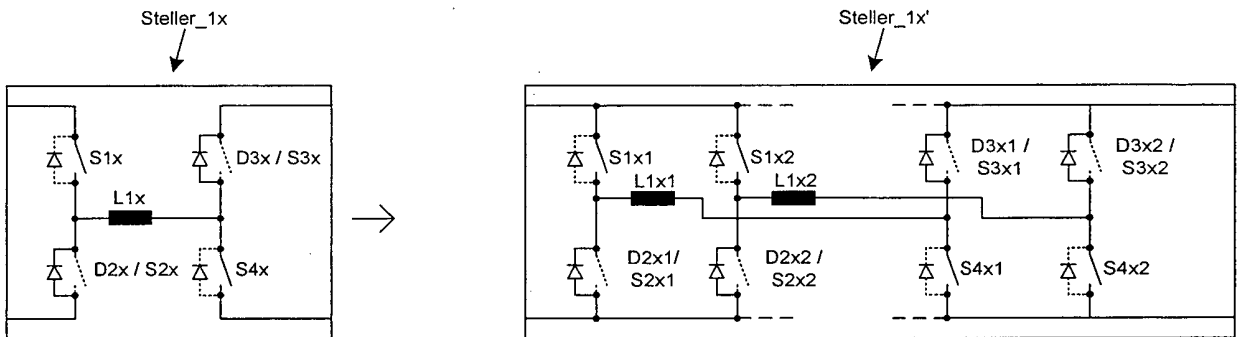 Steller_1x
Steller_1x'
S1x
D3x / S3x
L1x
D2x / S2x
S4x
S1x1
S1x2
D3x1 /
S3x1
D3x2 /
S3x2
L1x1
L1x2
D2x1/
S2x1
D2x2 /
S2x2
S4x1
S4x2